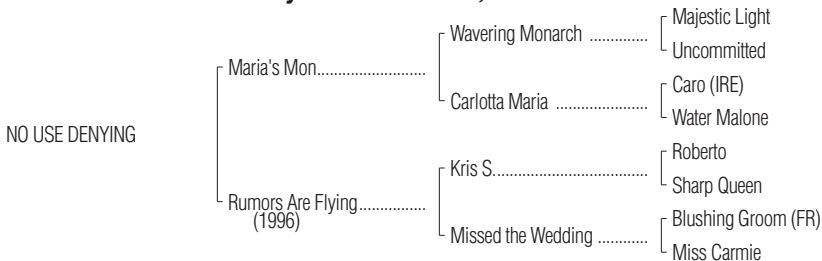 Majestic Light
Wavering Monarch ..............
Uncommitted
Maria's Mon..........................
Caro (IRE)
Carlotta Maria ......................
Water Malone
NO USE DENYING
Roberto
Kris S.....................................
Sharp Queen
Rumors Are Flying................
(1996)
Blushing Groom (FR)
Missed the Wedding ............
Miss Carmie